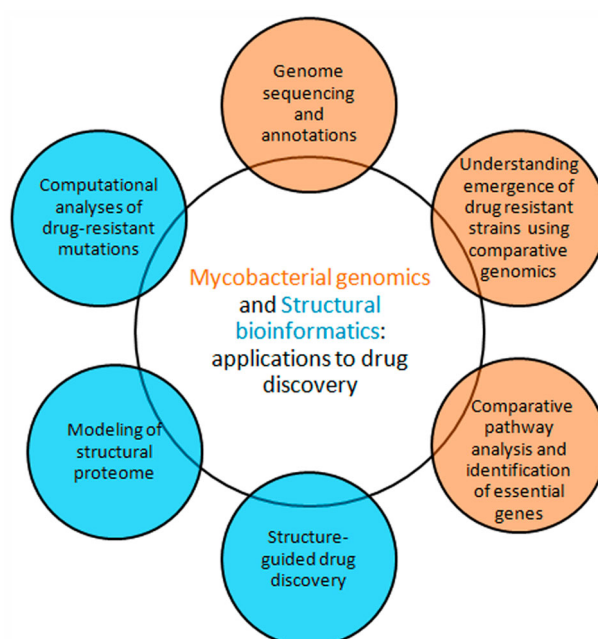 Genome
sequencing
and
annotations
Understanding
emergence of
drug resistant
strains using
comparative
genomics
Comparative
pathway
analysis and
identification
of essential
genes
Structure-
guided drug
discovery
Modeling of
structural
proteome
Computational
analyses of
drug-resistant
mutations
Mycobacterial genomics
and Structural
bioinformatics:
applications to drug
discovery